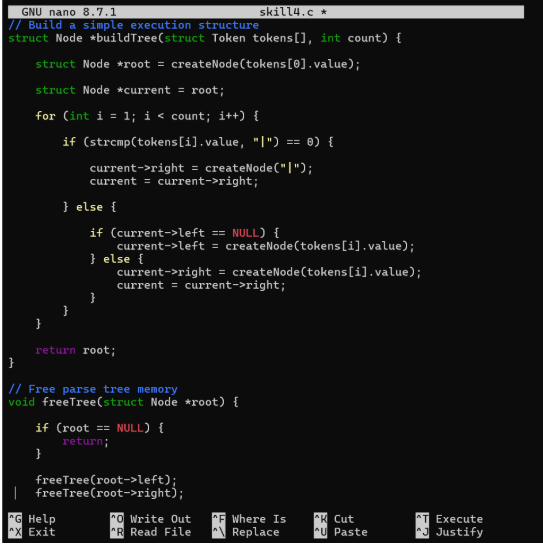 GNU nano 8.7.1                     skill4.c *
// Build a simple execution structure
struct Node *buildTree(struct Token tokens[], int count) {

    struct Node *root = createNode(tokens[0].value);

    struct Node *current = root;

    for (int i = 1; i < count; i++) {

        if (strcmp(tokens[i].value, "|") == 0) {

            current->right = createNode("|");
            current = current->right;

        } else {

            if (current->left == NULL) {
                current->left = createNode(tokens[i].value);
            } else {
                current->right = createNode(tokens[i].value);
                current = current->right;
            }
        }
    }

    return root;
}

// Free parse tree memory
void freeTree(struct Node *root) {

    if (root == NULL) {
        return;
    }

    freeTree(root->left);
    freeTree(root->right);

^G Help        ^O Write Out   ^F Where Is    ^K Cut         ^T Execute
^X Exit        ^R Read File   ^\ Replace     ^U Paste       ^J Justify